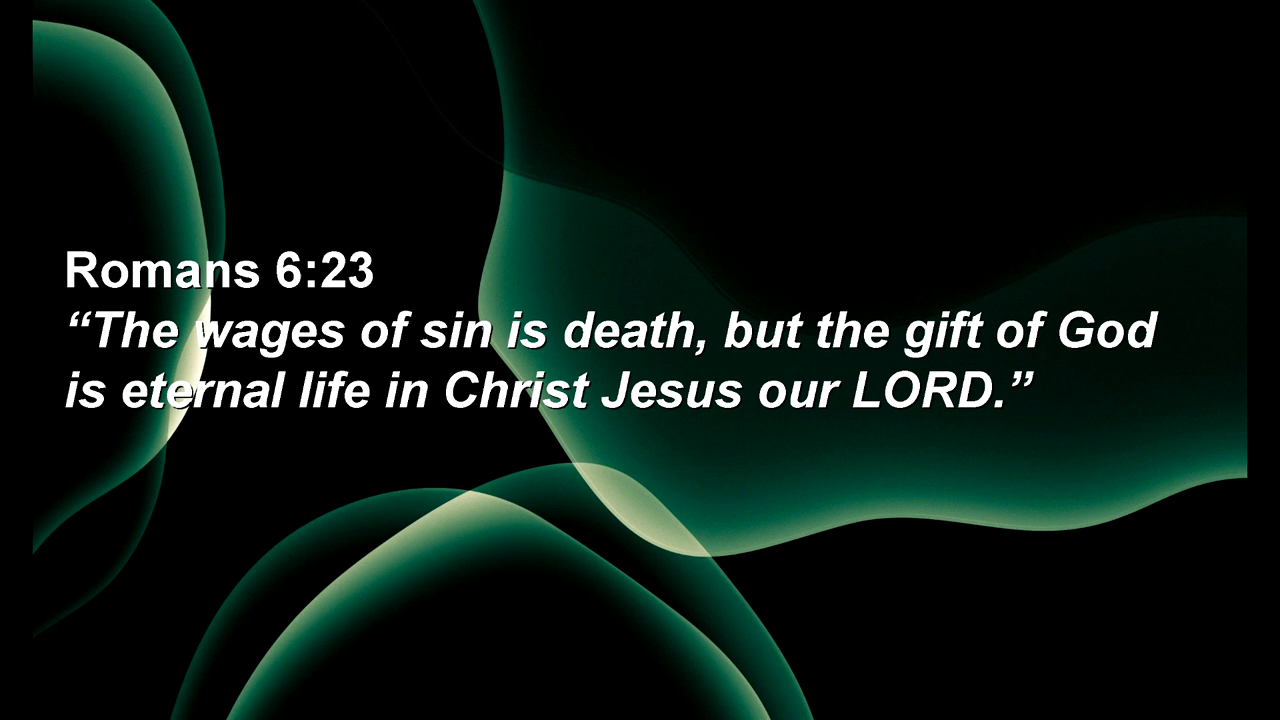 Romans 6:23
“The wages of sin is death, but the gift of God
is eternal life in Christ Jesus our LORD.”